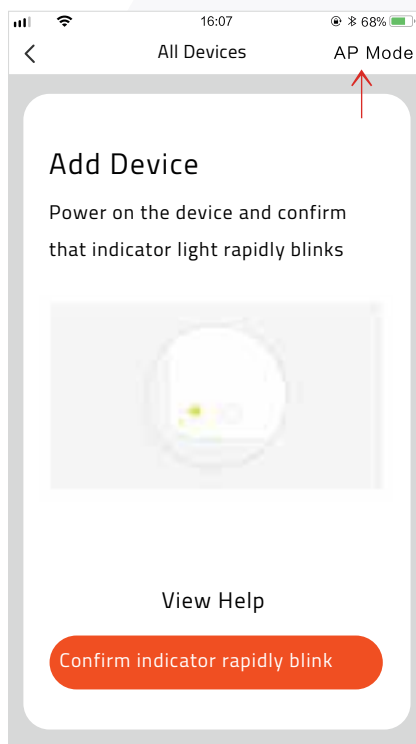 16:07
68%
All Devices
AP Mode
Add Device
Power on the device and confirm
that indicator light rapidly blinks
View Help
Confirm indicator rapidly blink